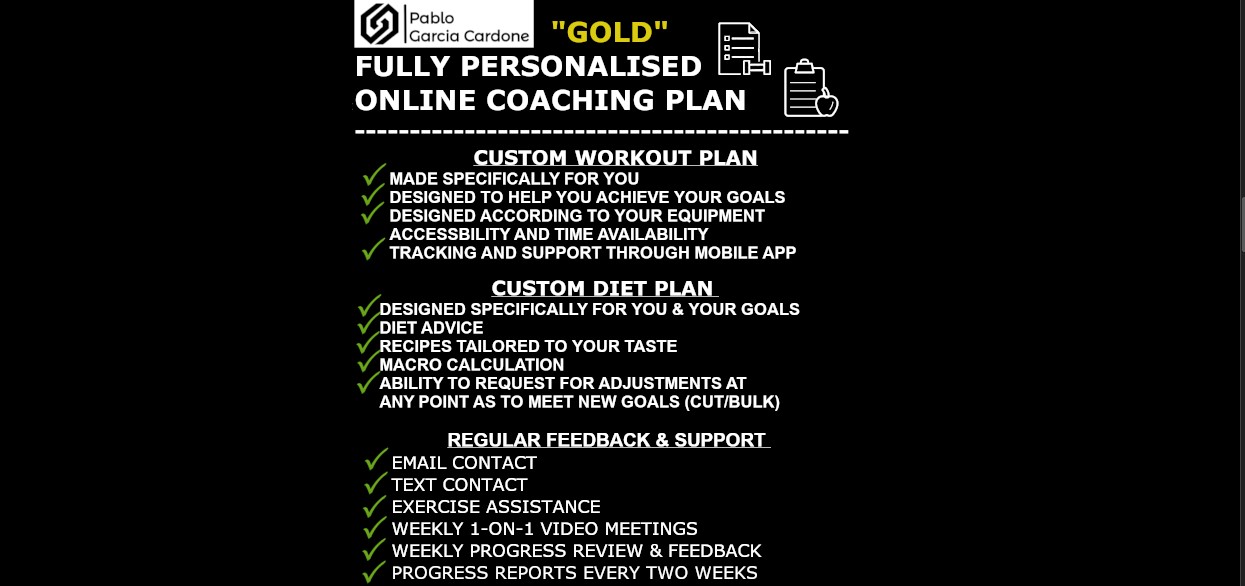 Pablo
Garcia Cardone
"GOLD"
FULLY PERSONALISED
ONLINE COACHING PLAN
CUSTOM WORKOUT PLAN
MADE SPECIFICALLY FOR YOU
DESIGNED TO HELP YOU ACHIEVE YOUR GOALS
DESIGNED ACCORDING TO YOUR EQUIPMENT
ACCESSBILITY AND TIME AVAILABILITY
TRACKING AND SUPPORT THROUGH MOBILE APP
CUSTOM DIET PLAN
DESIGNED SPECIFICALLY FOR YOU & YOUR GOALS
DIET ADVICE
RECIPES TAILORED TO YOUR TASTE
MACRO CALCULATION
ABILITY TO REQUEST FOR ADJUSTMENTS AT
ANY POINT AS TO MEET NEW GOALS (CUT/BULK)
REGULAR FEEDBACK & SUPPORT
EMAIL CONTACT
TEXT CONTACT
EXERCISE ASSISTANCE
WEEKLY 1-ON-1 VIDEO MEETINGS
WEEKLY PROGRESS REVIEW & FEEDBACK
PROGRESS REPORTS EVERY TWO WEEKS